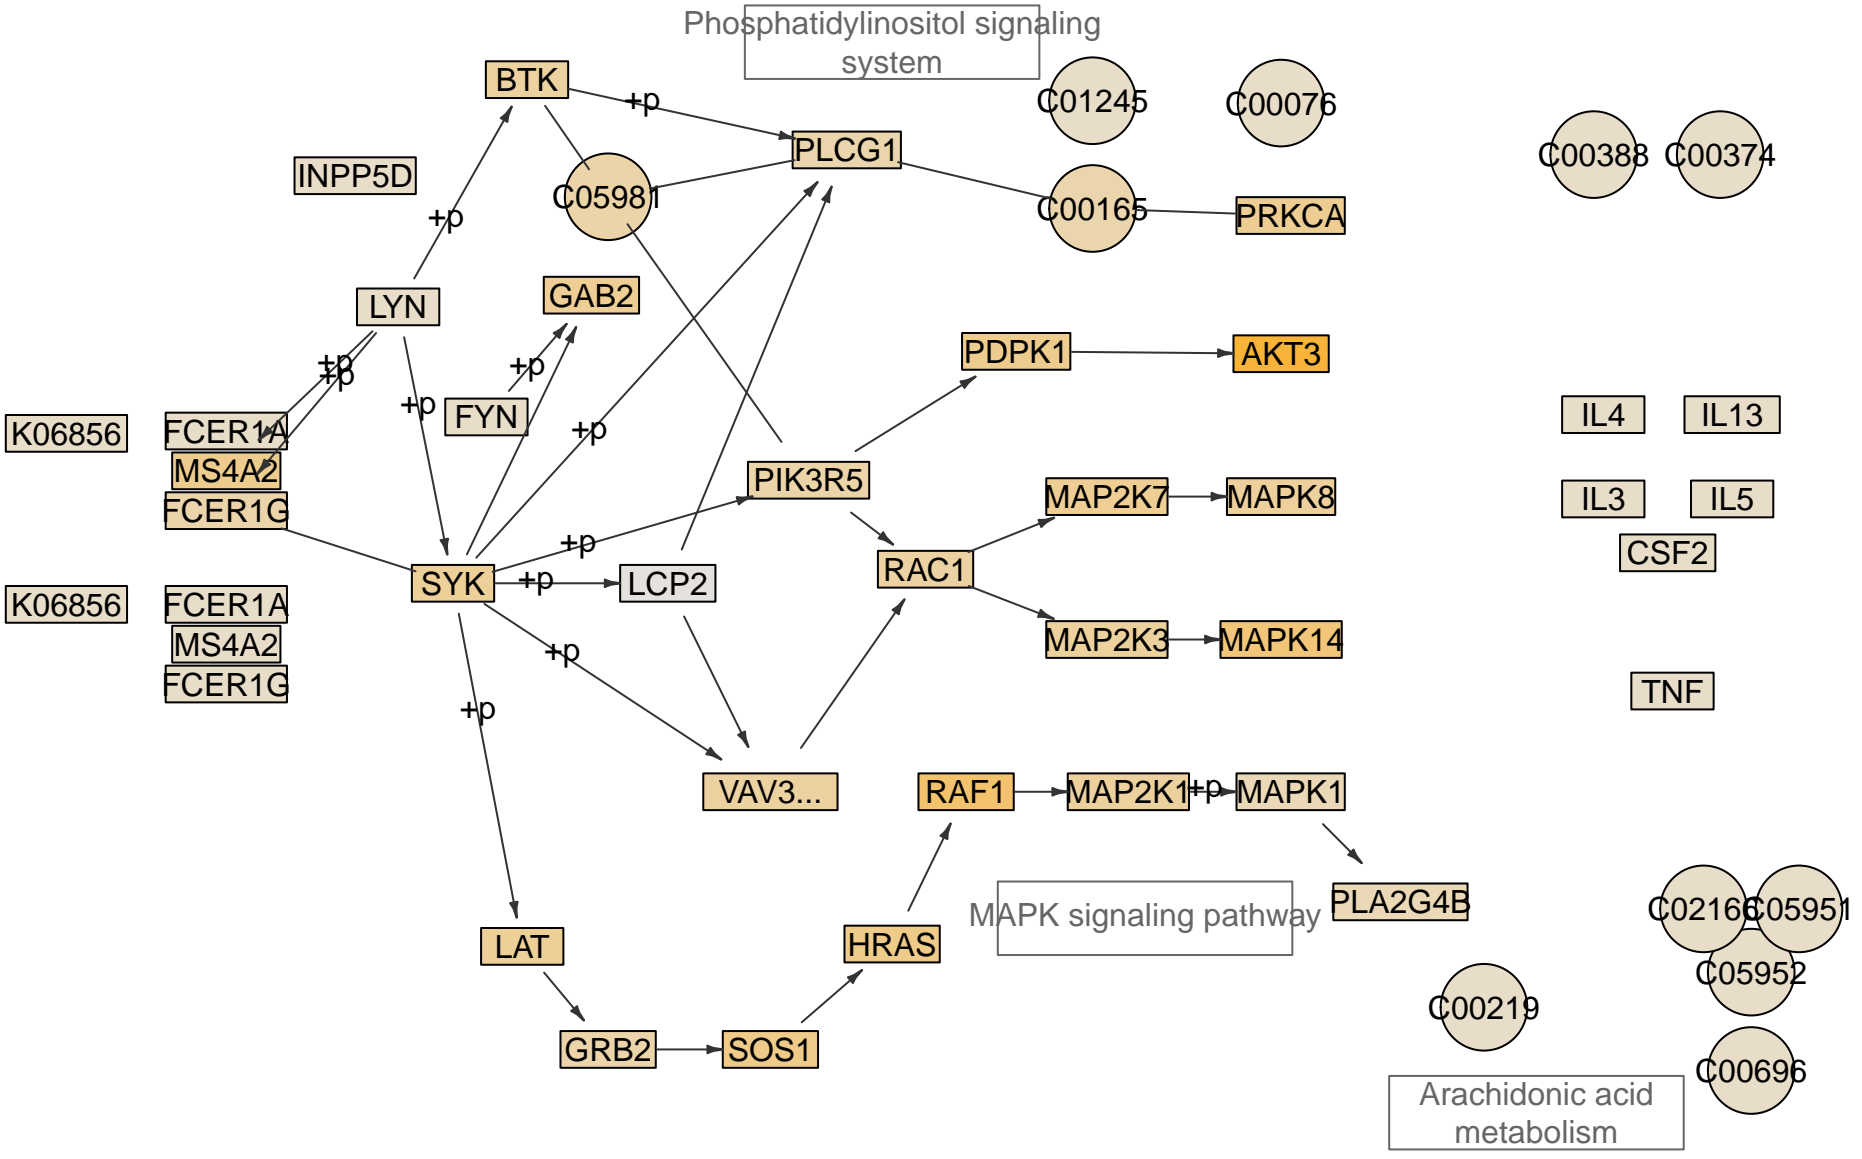 Phosphatidylinositol signaling
system
BTK
+p
C01245
C00076
PLCG1
C00388
C00374
INPP5D
C05981
C00165
PRKCA
+p
GAB2
LYN
PDPK1
AKT3
+p
+p
+p
+p
FYN
+p
IL4
IL13
K06856
FCER1A
MS4A2
PIK3R5
MAP2K7
MAPK8
IL3
IL5
FCER1G
+p
CSF2
SYK
+p
LCP2
RAC1
K06856
FCER1A
MS4A2
+p
MAP2K3
MAPK14
FCER1G
TNF
+p
VAV3...
RAF1
MAP2K1
+p
MAPK1
PLA2G4B
MAPK signaling pathway
C02166
C05951
LAT
HRAS
C05952
C00219
GRB2
SOS1
C00696
Arachidonic acid
metabolism